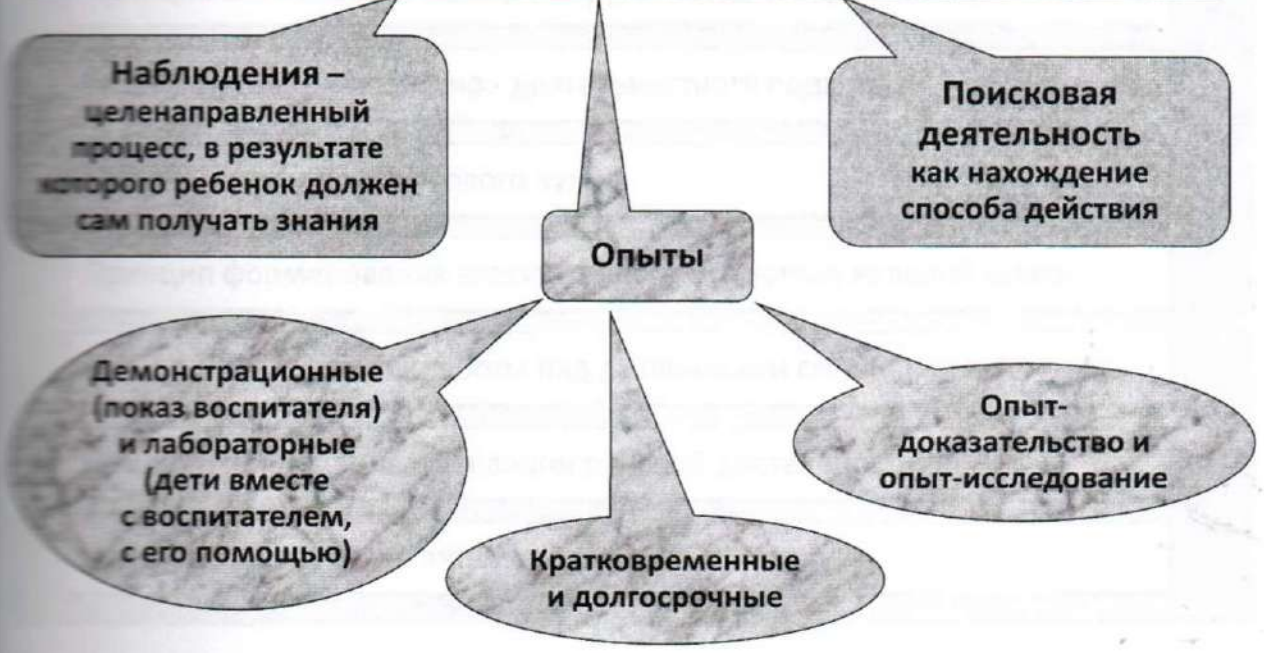 Наблюдения –
целенаправленный
процесс, в результате
которого ребенок должен
сам получать знания
Поисковая
деятельность
как нахождение
способа действия
Опыты
Демонстрационные
(показ воспитателя)
и лабораторные
(дети вместе
с воспитателем,
с его помощью)
Кратковременные
и долгосрочные
Опыт-
доказательство и
опыт-исследование